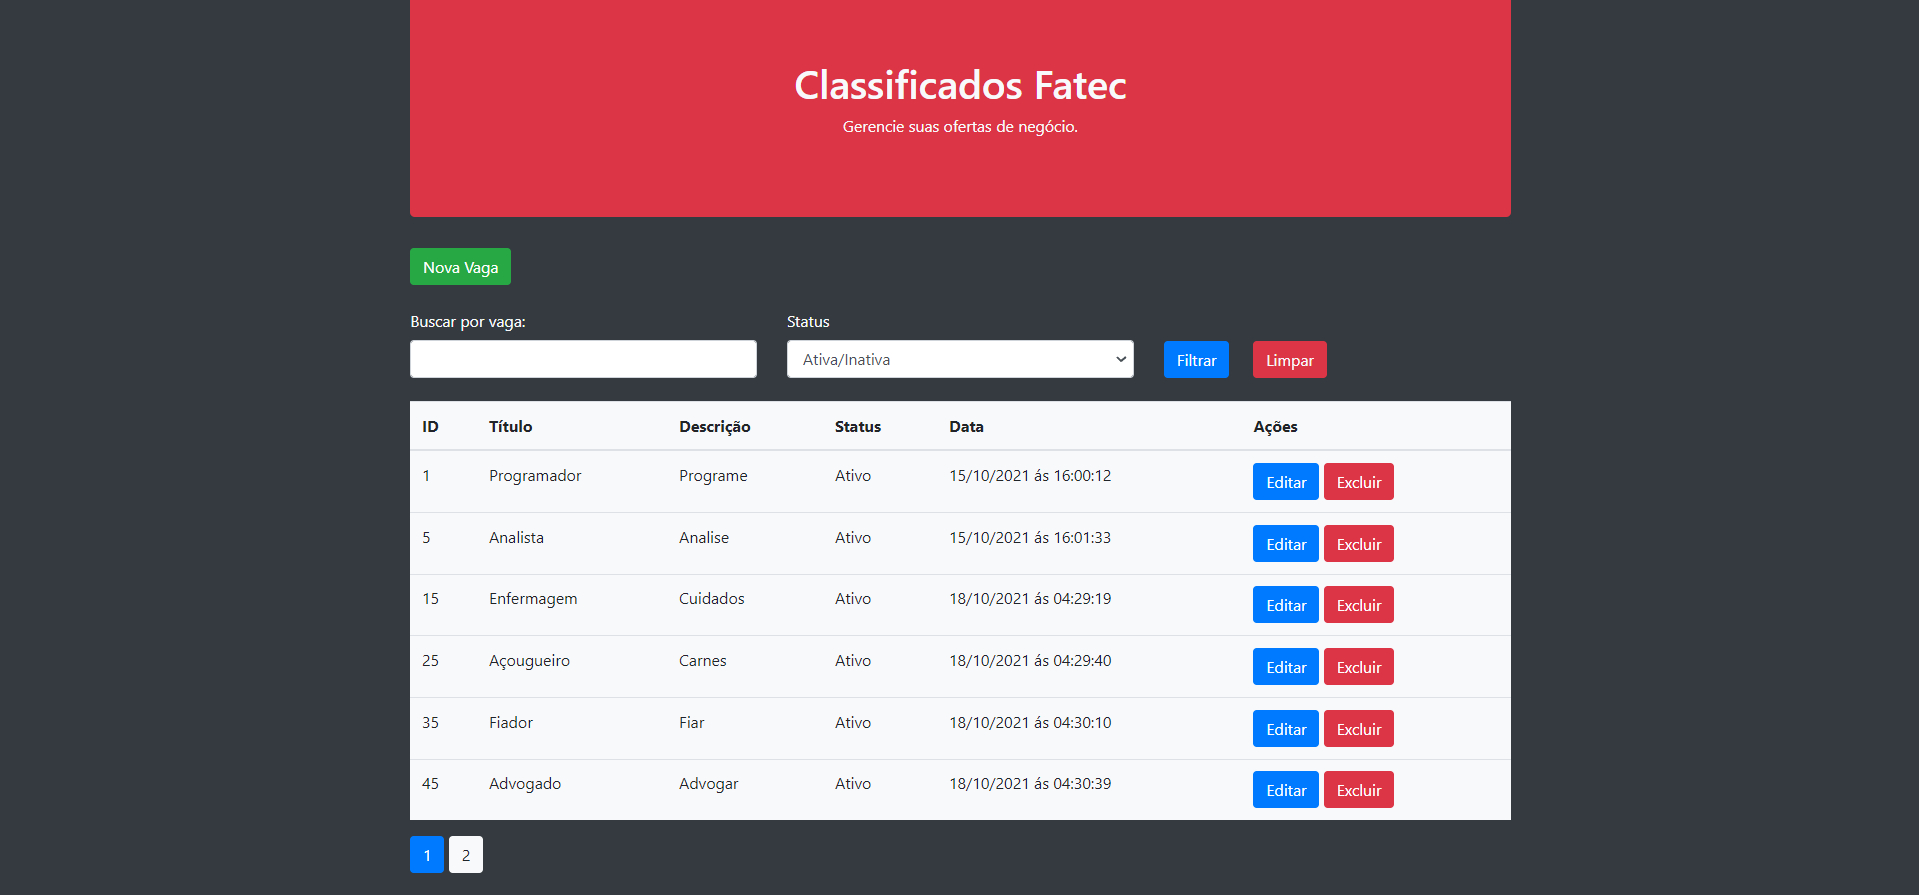 Classificados Fatec
Gerencie suas ofertas de negócio.
Nova Vaga
Buscar por vaga: Status
Ativa/Inativa Filtrar Limpar
ID Título Descrição Status Data Ações
1 Programador Programe Ativo 15/10/2021 ás 16:00:12 Editar Excluir
5 Analista Analise Ativo 15/10/2021 ás 16:01:33 Editar Excluir
15 Enfermagem Cuidados Ativo 18/10/2021 ás 04:29:19 Editar Excluir
25 Açougueiro Carnes Ativo 18/10/2021 ás 04:29:40 Editar Excluir
35 Fiador Fiar Ativo 18/10/2021 ás 04:30:10 Editar Excluir
45 Advogado Advogar Ativo 18/10/2021 ás 04:30:39 Editar Excluir
1 2